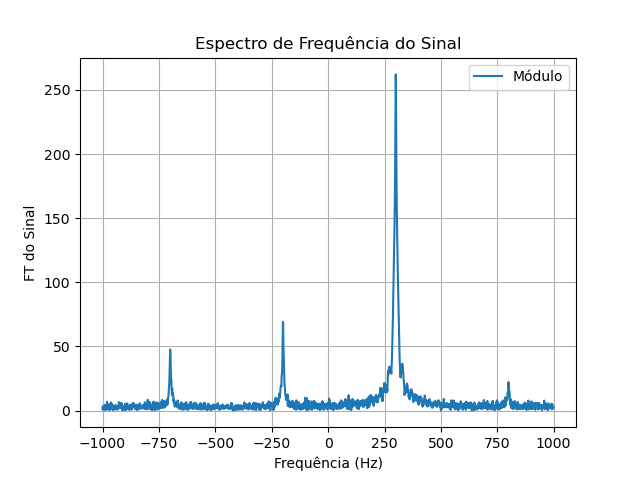 Espectro de Frequência do Sinal
Módulo
FT do Sinal
250
200
150
100
50
0
−1000 −750 −500 −250 0 250 500 750 1000
Frequência (Hz)